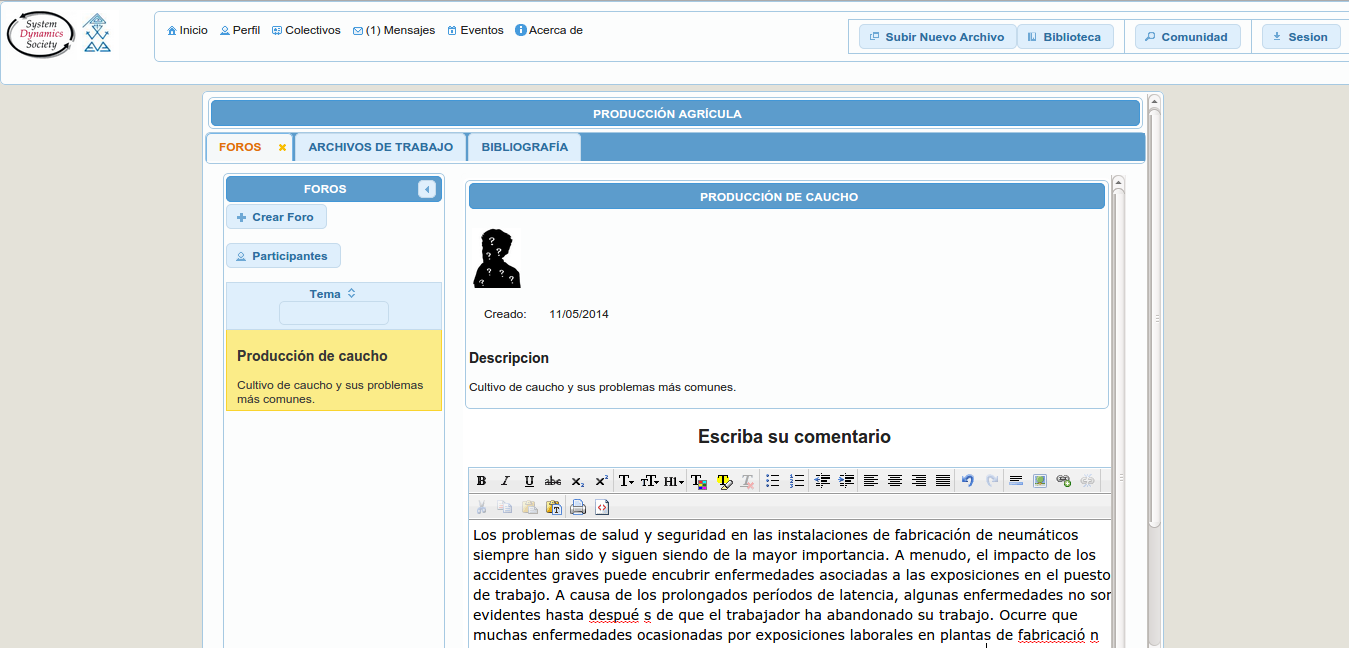 System
Dynamics
Society
Inicio Perfil Colectivos (1) Mensajes Eventos Acerca de
Subir Nuevo Archivo Biblioteca Comunidad Sesion
PRODUCCIÓN AGRÍCULA
FOROS ARCHIVOS DE TRABAJO BIBLIOGRAFÍA
FOROS
Crear Foro
Participantes
Tema
Producción de caucho
Cultivo de caucho y sus problemas
más comunes.
PRODUCCIÓN DE CAUCHO
Creado: 11/05/2014
Descripcion
Cultivo de caucho y sus problemas más comunes.
Escriba su comentario
Los problemas de salud y seguridad en las instalaciones de fabricación de neumáticos
siempre han sido y siguen siendo de la mayor importancia. A menudo, el impacto de los
accidentes graves puede encubrir enfermedades asociadas a las exposiciones en el puesto
de trabajo. A causa de los prolongados períodos de latencia, algunas enfermedades no son
evidentes hasta despué s de que el trabajador ha abandonado su trabajo. Ocurre que
muchas enfermedades ocasionadas por exposiciones laborales en plantas de fabricació n